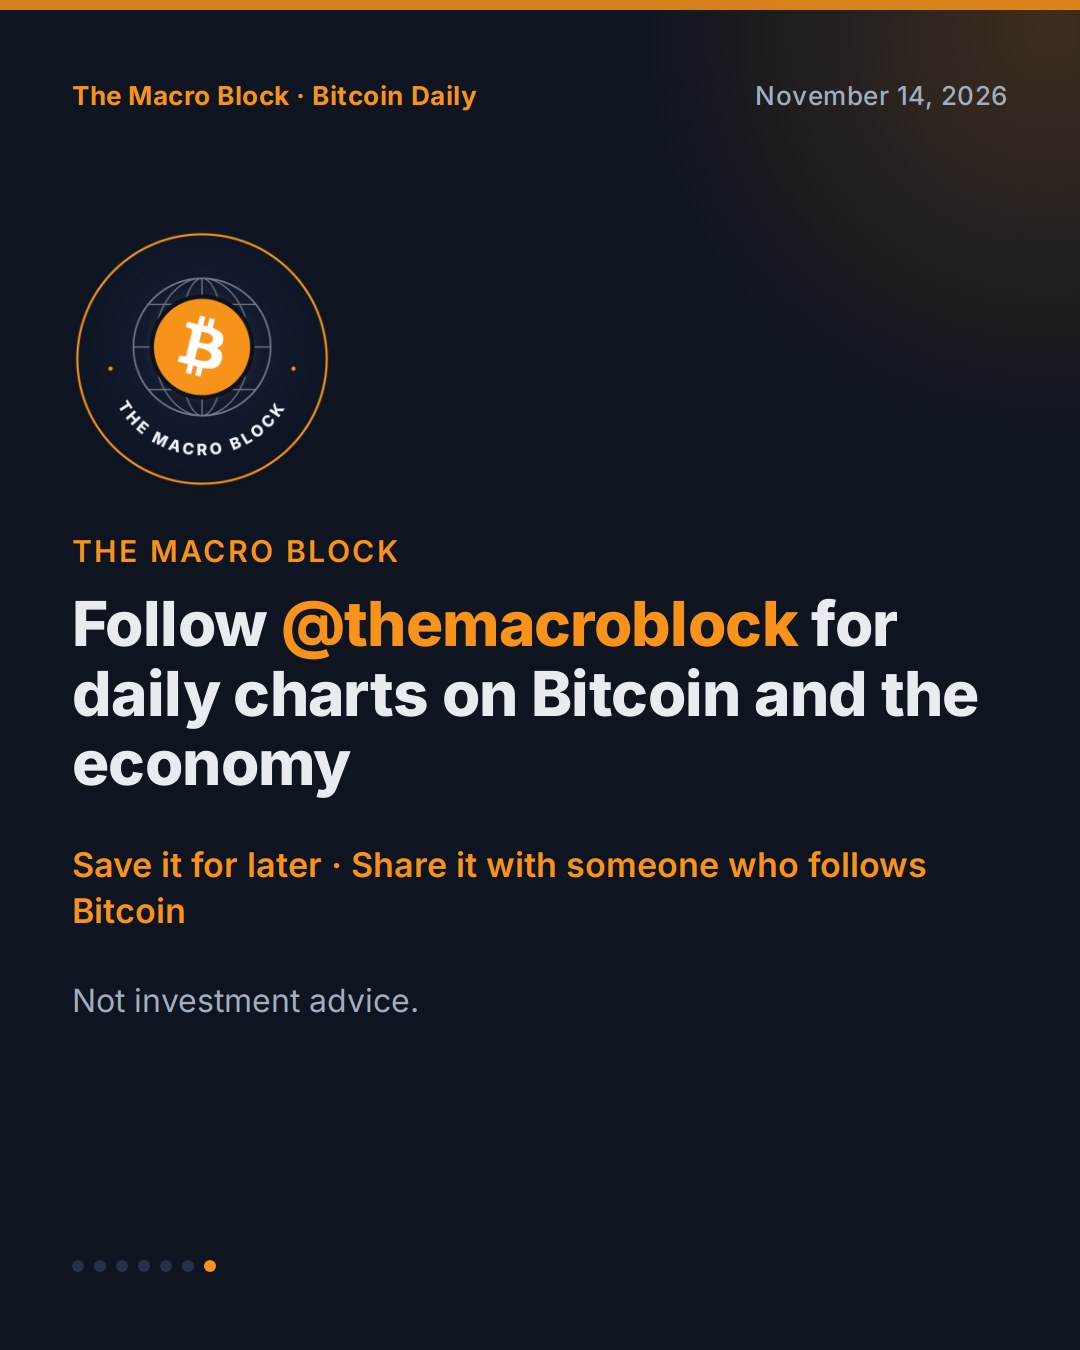 The Macro Block · Bitcoin Daily
November 14, 2026
THE MACRO BLOCK
THE MACRO BLOCK
Follow @themacroblock for
daily charts on Bitcoin and the
economy
Save it for later · Share it with someone who follows
Bitcoin
Not investment advice.